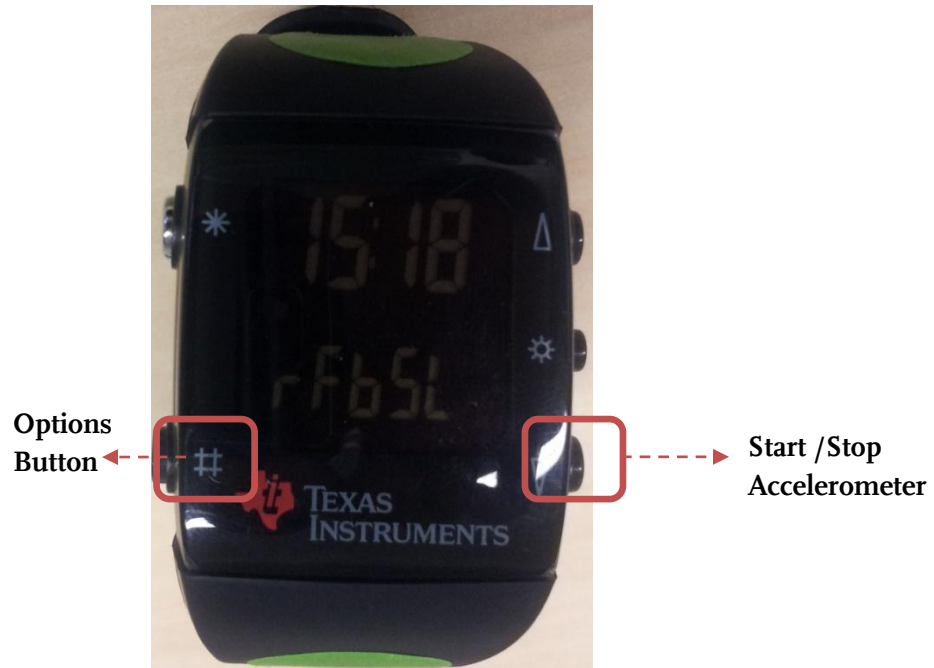 15:18
rFbSL
#
TEXAS
INSTRUMENTS
Options
Button
Start /Stop
Accelerometer